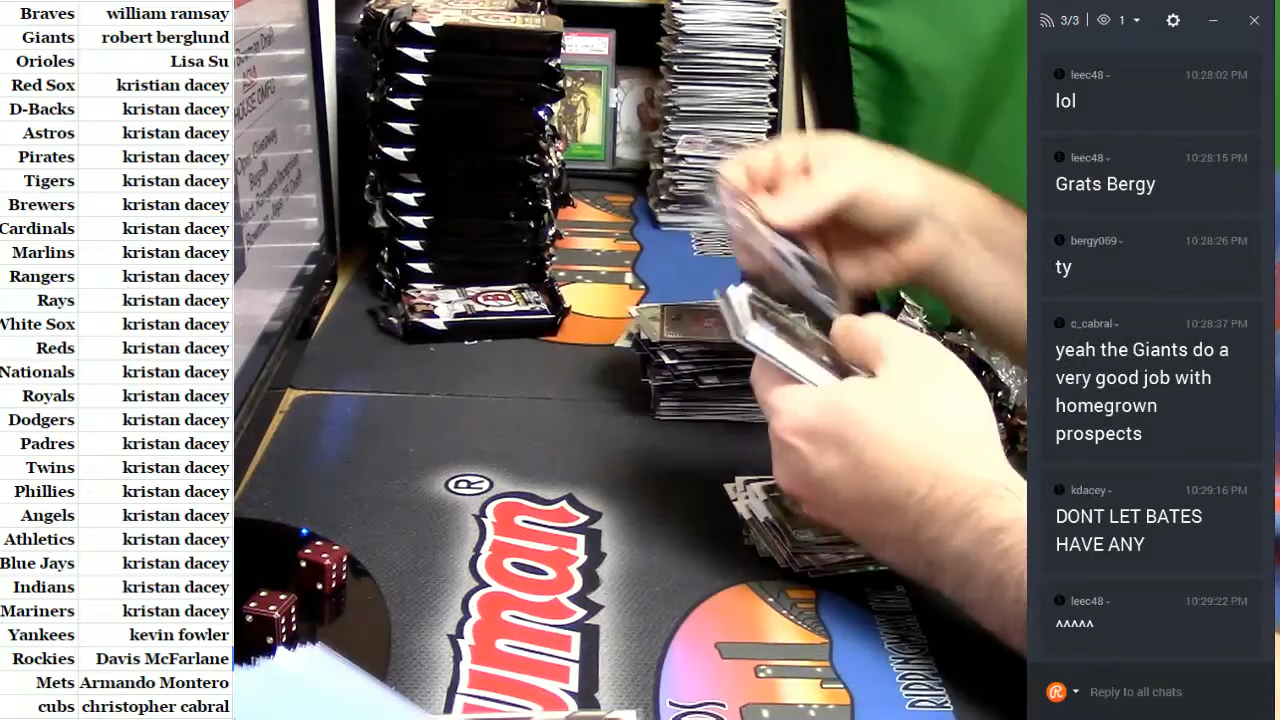 Braves william ramsay
Giants robert berglund
Orioles Lisa Su
Red Sox kristian dacey
D-Backs kristan dacey
Astros kristan dacey
Pirates kristan dacey
Tigers kristan dacey
Brewers kristan dacey
Cardinals kristan dacey
Marlins kristan dacey
Rangers kristan dacey
Rays kristan dacey
White Sox kristan dacey
Reds kristan dacey
Nationals kristan dacey
Royals kristan dacey
Dodgers kristan dacey
Padres kristan dacey
Twins kristan dacey
Phillies kristan dacey
Angels kristan dacey
Athletics kristan dacey
Blue Jays kristan dacey
Indians kristan dacey
Mariners kristan dacey
Yankees kevin fowler
Rockies Davis McFarlane
Mets Armando Montero
cubs christopher cabral
Bowman Draft
ASIA
HOUSE OMFG
wman ®
3/3 1
leec48 10:28:02 PM
lol
leec48 10:28:15 PM
Grats Bergy
bergy069 10:28:26 PM
ty
c_cabral 10:28:37 PM
yeah the Giants do a
very good job with
homegrown
prospects
kdacey 10:29:16 PM
DONT LET BATES
HAVE ANY
leec48 10:29:22 PM
^^^^^
Reply to all chats